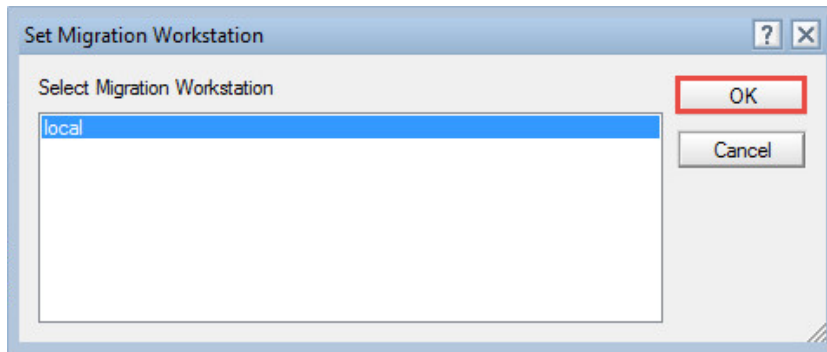 Set Migration Workstation
?
Select Migration Workstation
OK
local
Cancel